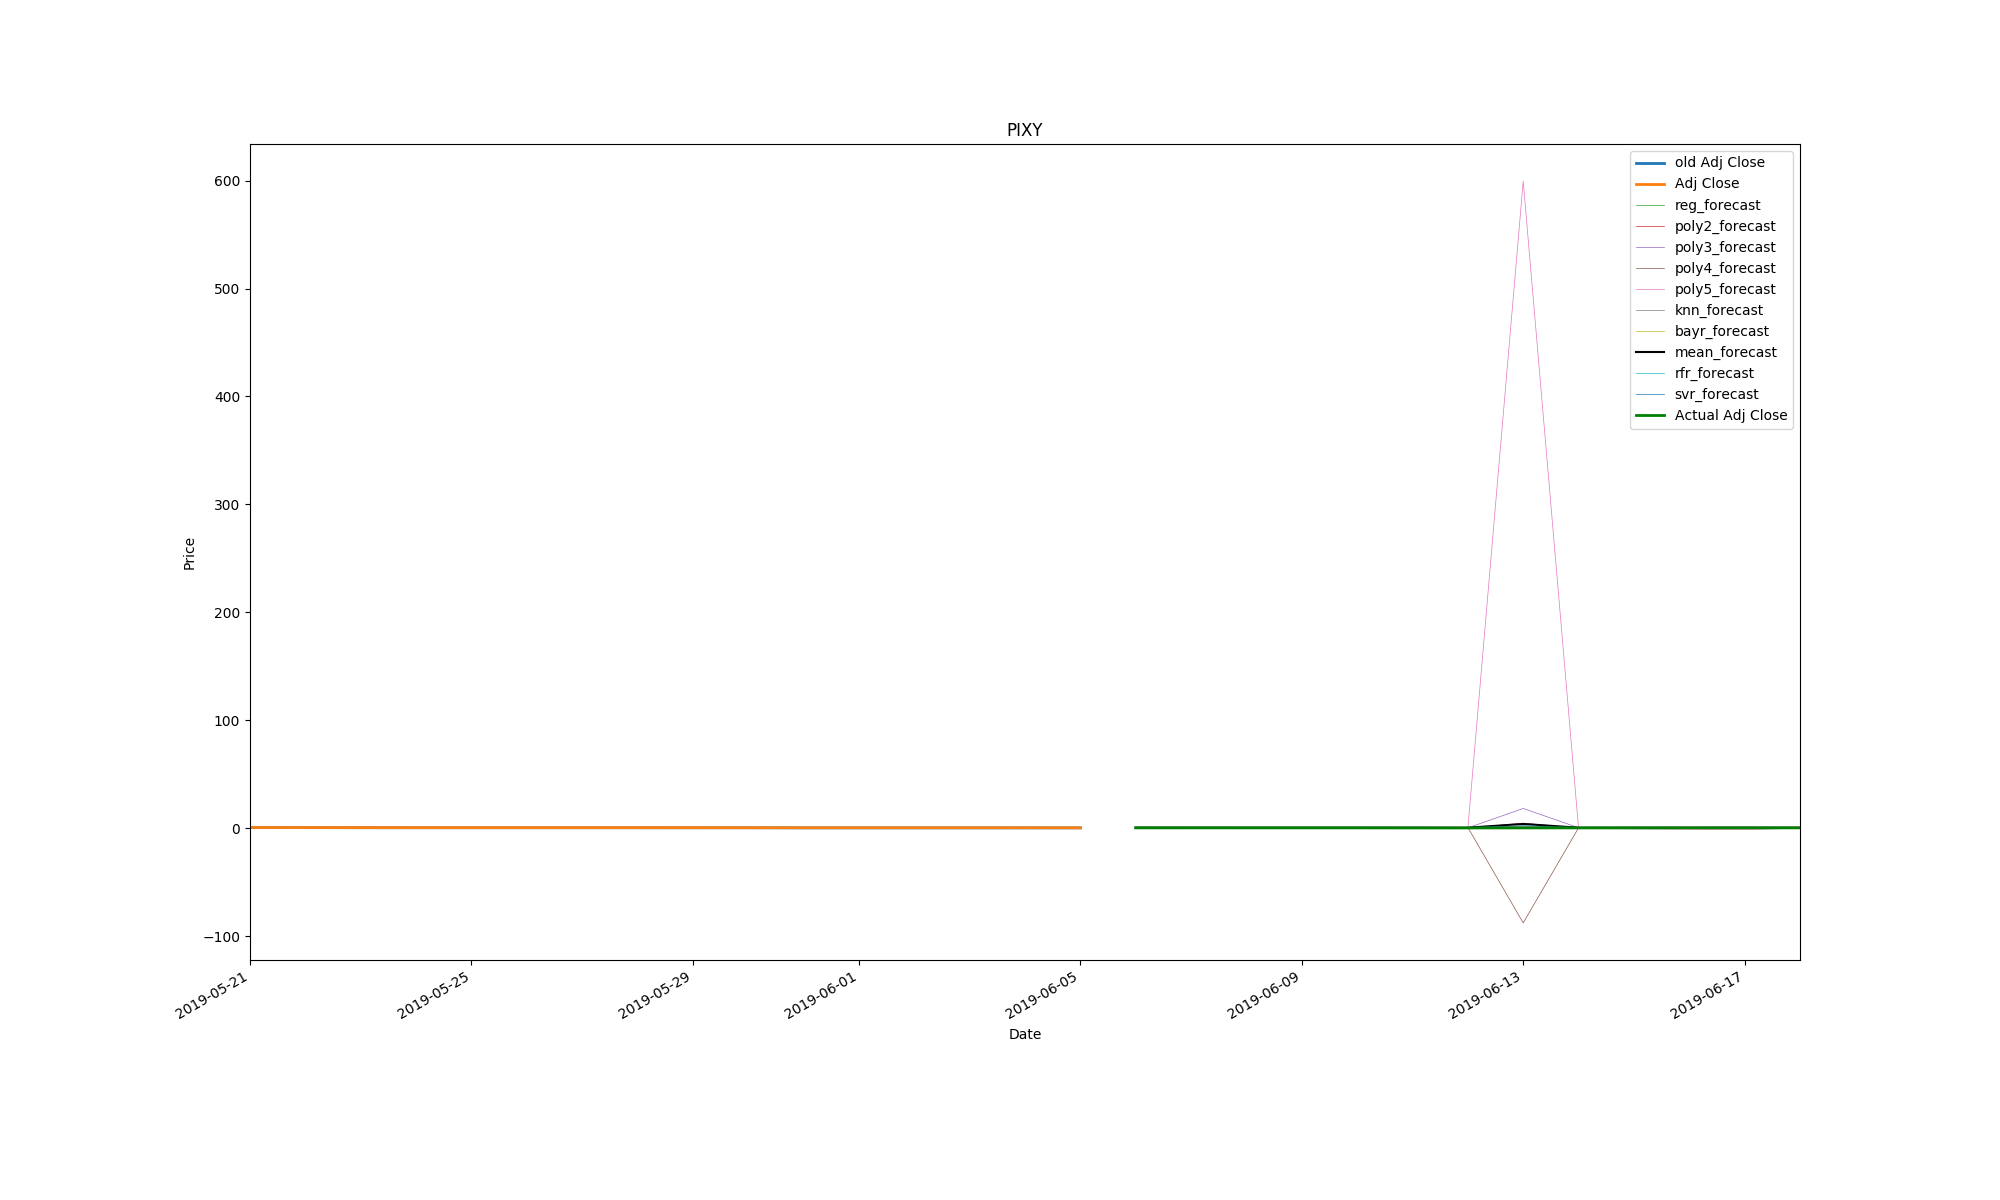 PIXY
old Adj Close
Adj Close
reg_forecast
poly2_forecast
poly3_forecast
poly4_forecast
poly5_forecast
knn_forecast
bayr_forecast
mean_forecast
rfr_forecast
svr_forecast
Actual Adj Close
600
500
400
300
200
100
0
−100
Price
2019-05-21
2019-05-25
2019-05-29
2019-06-01
2019-06-05
2019-06-09
2019-06-13
2019-06-17
Date